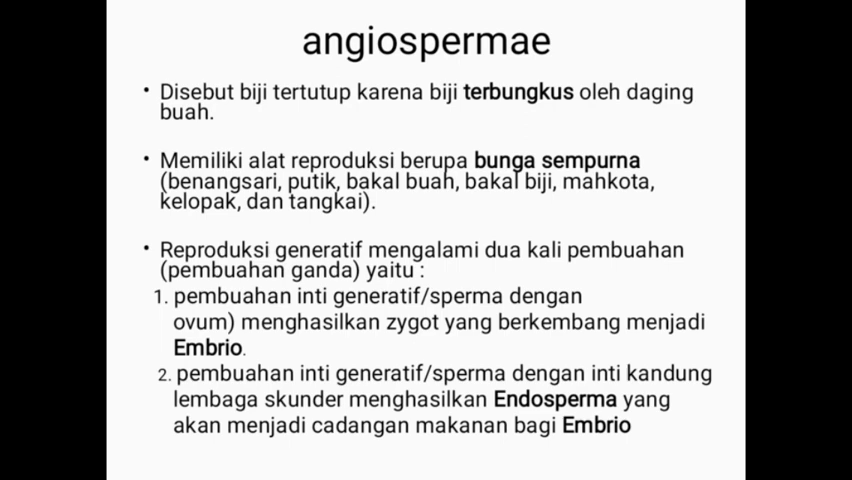 angiospermae
• Disebut biji tertutup karena biji terbungkus oleh daging
buah.
• Memiliki alat reproduksi berupa bunga sempurna
(benangsari, putik, bakal buah, bakal biji, mahkota,
kelopak, dan tangkai).
• Reproduksi generatif mengalami dua kali pembuahan
(pembuahan ganda) yaitu :
1. pembuahan inti generatif/sperma dengan
ovum) menghasilkan zygot yang berkembang menjadi
Embrio.
2. pembuahan inti generatif/sperma dengan inti kandung
lembaga skunder menghasilkan Endosperma yang
akan menjadi cadangan makanan bagi Embrio